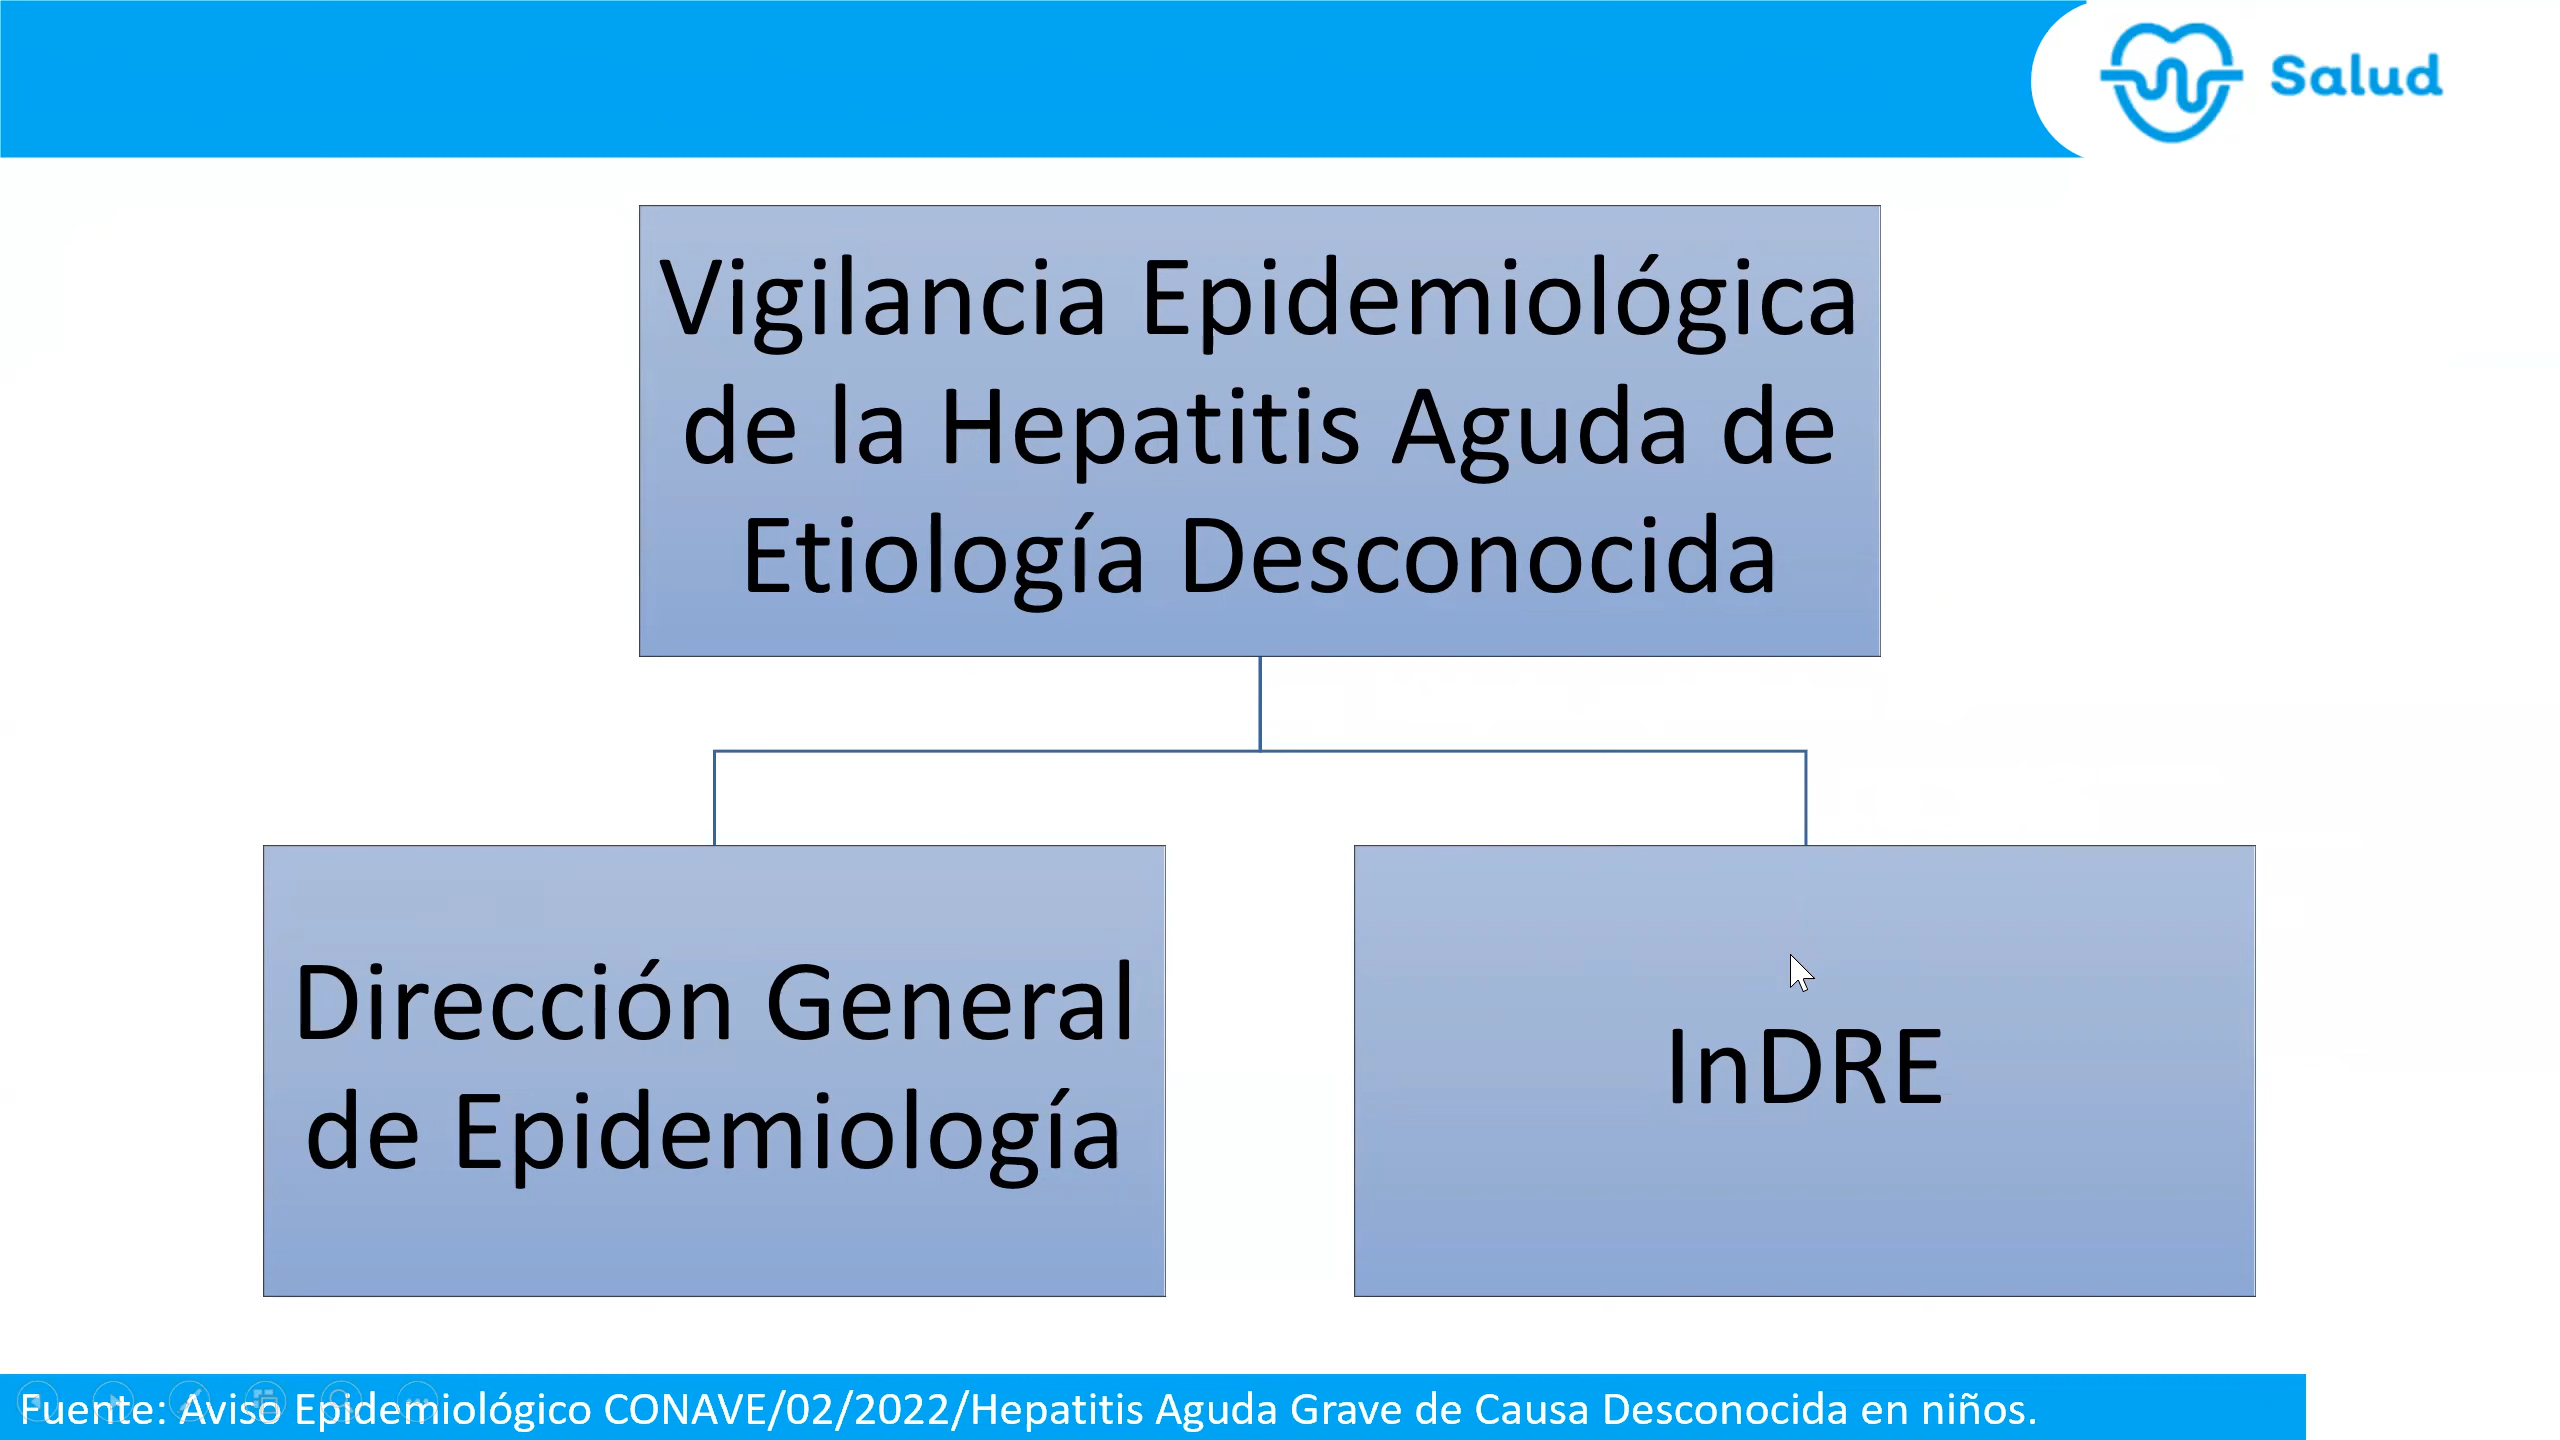 Salud
Vigilancia Epidemiológica
de la Hepatitis Aguda de
Etiología Desconocida
Dirección General
de Epidemiología
InDRE
Fuente: Aviso Epidemiológico CONAVE/02/2022/Hepatitis Aguda Grave de Causa Desconocida en niños.